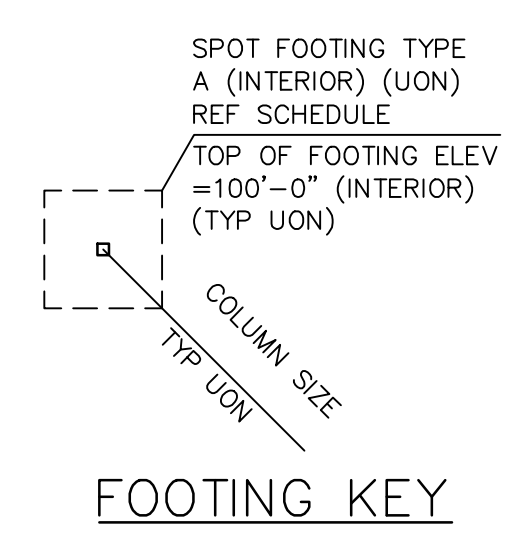 SPOT FOOTING TYPE
A (INTERIOR) (UON)
REF SCHEDULE
TOP OF FOOTING ELEV
=100'-0" (INTERIOR)
(TYP UON)
COLUMN SIZE
TYP UON
FOOTING KEY